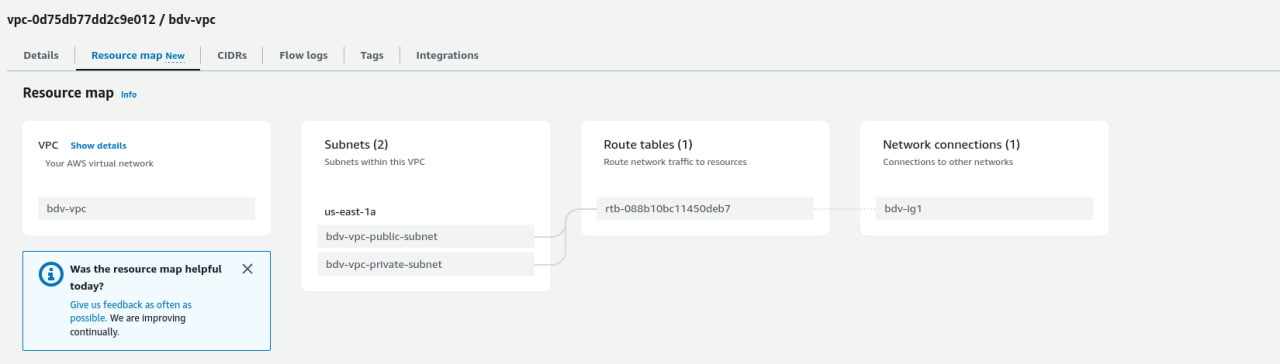 vpc-0d75db77dd2c9e012 / bdv-vpc
Details
Resource map New
CIDRs
Flow logs
Tags
Integrations
Resource map Info
VPC Show details
Your AWS virtual network
bdv-vpc
Subnets (2)
Subnets within this VPC
us-east-1a
bdv-vpc-public-subnet
bdv-vpc-private-subnet
Route tables (1)
Route network traffic to resources
rtb-088b10bc11450deb7
Network connections (1)
Connections to other networks
bdv-ig1
Was the resource map helpful
today?
Give us feedback as often as
possible. We are improving
continually.